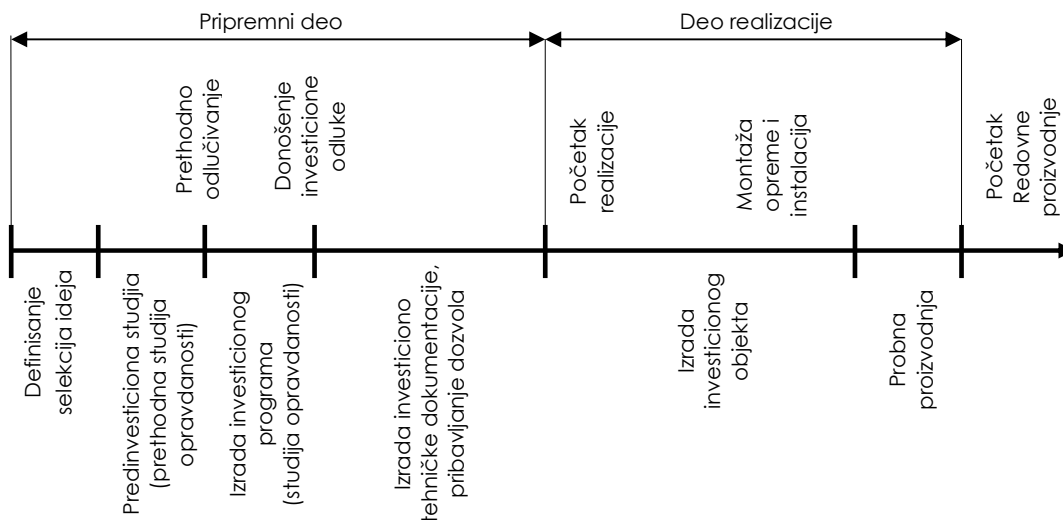 Pripremni deo
Deo realizacije
Prethodno
odlučivanje
Donošenje
investicione
odluke
Početak
realizacije
Montaža
opreme i
instalacija
Početak
Redovne
proizvodnje
Definisanje
selekcija ideja
Predinvesticiona studija
(prethodna studija
opravdanosti)
Izrada investicionog
programa
(studija opravdanosti)
Izrada investiciono
tehničke dokumentacije,
pribavljanje dozvola
Izrada
investicionog
objekta
Probna
proizvodnja